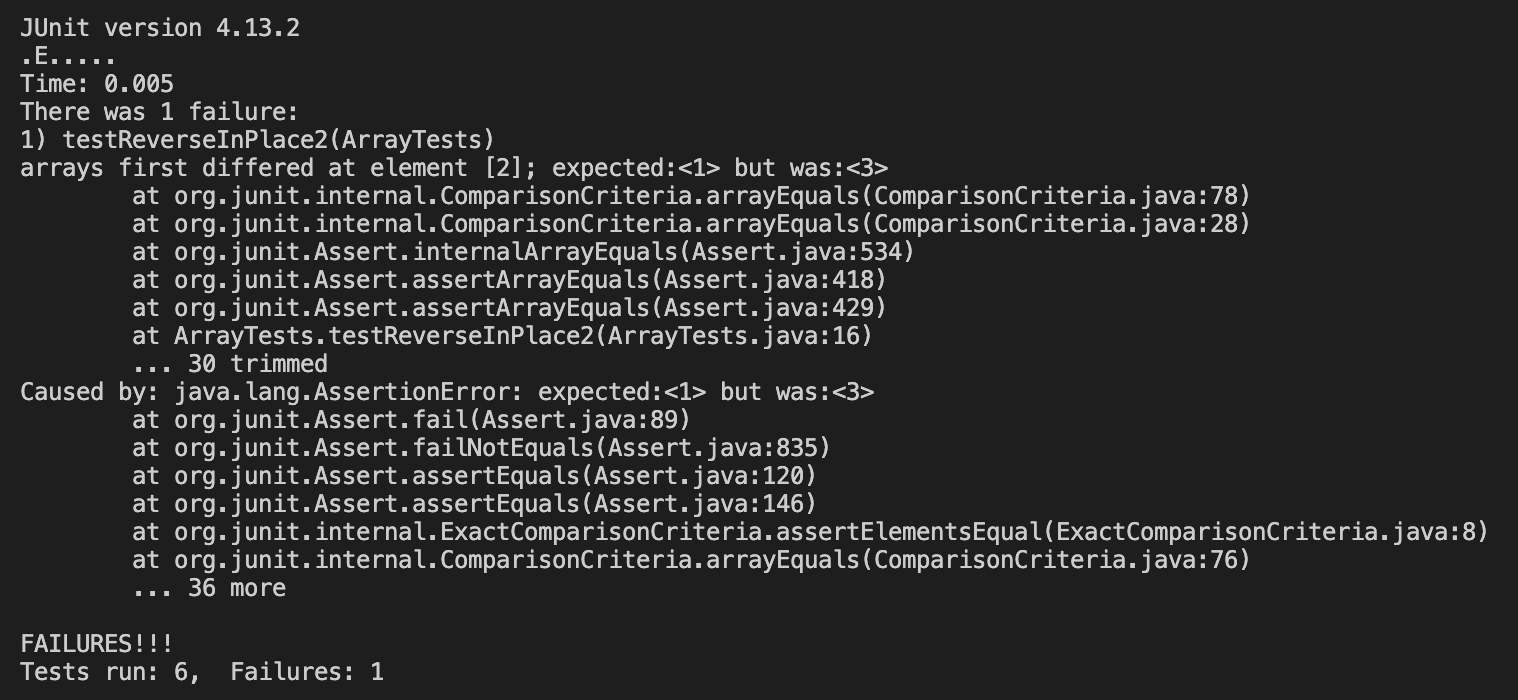 JUnit version 4.13.2
.E.....
Time: 0.005
There was 1 failure:
1) testReverseInPlace2(ArrayTests)
arrays first differed at element [2]; expected:<1> but was:<3>
        at org.junit.internal.ComparisonCriteria.arrayEquals(ComparisonCriteria.java:78)
        at org.junit.internal.ComparisonCriteria.arrayEquals(ComparisonCriteria.java:28)
        at org.junit.Assert.internalArrayEquals(Assert.java:534)
        at org.junit.Assert.assertArrayEquals(Assert.java:418)
        at org.junit.Assert.assertArrayEquals(Assert.java:429)
        at ArrayTests.testReverseInPlace2(ArrayTests.java:16)
        ... 30 trimmed
Caused by: java.lang.AssertionError: expected:<1> but was:<3>
        at org.junit.Assert.fail(Assert.java:89)
        at org.junit.Assert.failNotEquals(Assert.java:835)
        at org.junit.Assert.assertEquals(Assert.java:120)
        at org.junit.Assert.assertEquals(Assert.java:146)
        at org.junit.internal.ExactComparisonCriteria.assertElementsEqual(ExactComparisonCriteria.java:8)
        at org.junit.internal.ComparisonCriteria.arrayEquals(ComparisonCriteria.java:76)
        ... 36 more

FAILURES!!!
Tests run: 6,  Failures: 1